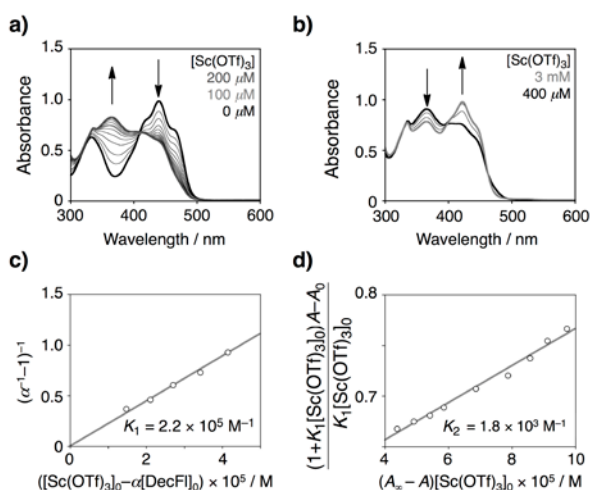 a)
1.5
1.0
0.5
0
Absorbance
[Sc(OTf)3]
200 μM
100 μM
0 μM
300 400 500 600
Wavelength / nm
b)
1.5
1.0
0.5
0
Absorbance
[Sc(OTf)3]
3 mM
400 μM
300 400 500 600
Wavelength / nm
c)
1.5
1.0
0.5
0
(α⁻¹–1)⁻¹
K1 = 2.2 × 10⁵ M⁻¹
0 2 4
([Sc(OTf)3]0–α[DecFl]0) × 10⁵ / M
d)
(1+K1[Sc(OTf)3]0)A–A0
K1[Sc(OTf)3]0
0.8
0.7
K2 = 1.8 × 10³ M⁻¹
4 6 8 10
(A∞ – A)[Sc(OTf)3]0 × 10⁵ / M